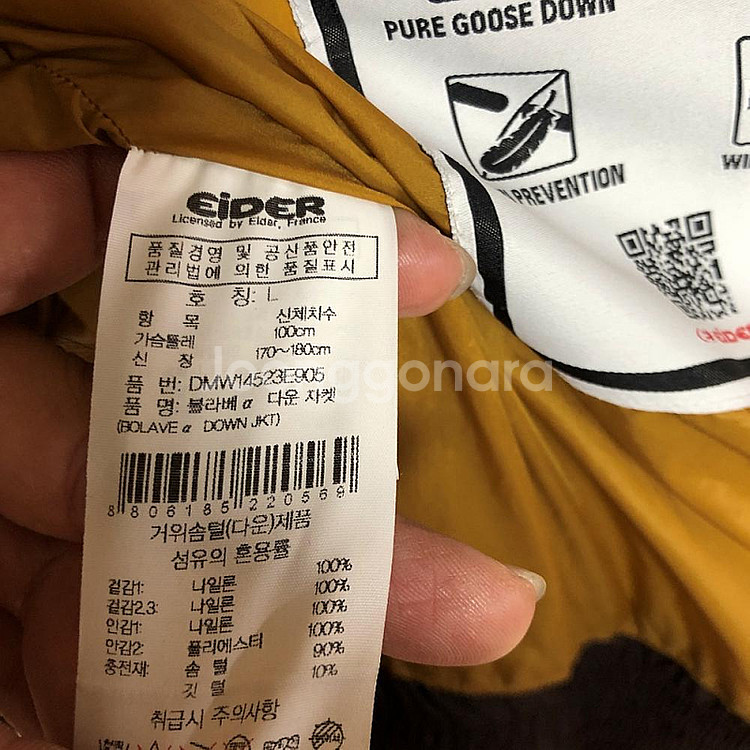 PURE GOOSE DOWN
PREVENTION
EiDER
Licensed by Eider, France
품질경영 및 공산품안전
관리법에 의한 품질표시
호 칭: L
항 목 신체치수
가슴둘레 100cm
신 장 170~180cm
품 번: DMW14523E905
품 명: 볼라베 α 다운 자켓
(BOLAVE α DOWN JKT)
8 806185 220569
거위솜털(다운)제품
섬유의 혼용률
겉감1: 나일론 100%
겉감2,3: 나일론 100%
안감1: 나일론 100%
안감2: 폴리에스터 100%
충전재: 솜 털 90%
깃 털 10%
취급시 주의사항